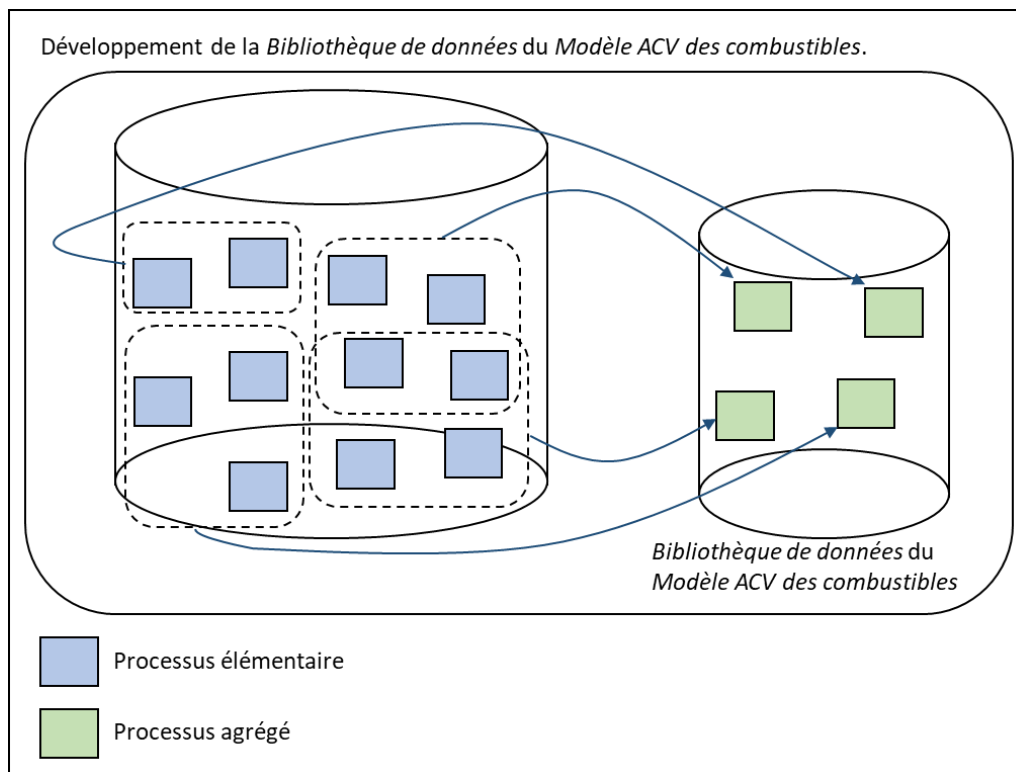 Développement de la Bibliothèque de données du Modèle ACV des combustibles.
Bibliothèque de données du
Modèle ACV des combustibles
Processus élémentaire
Processus agrégé